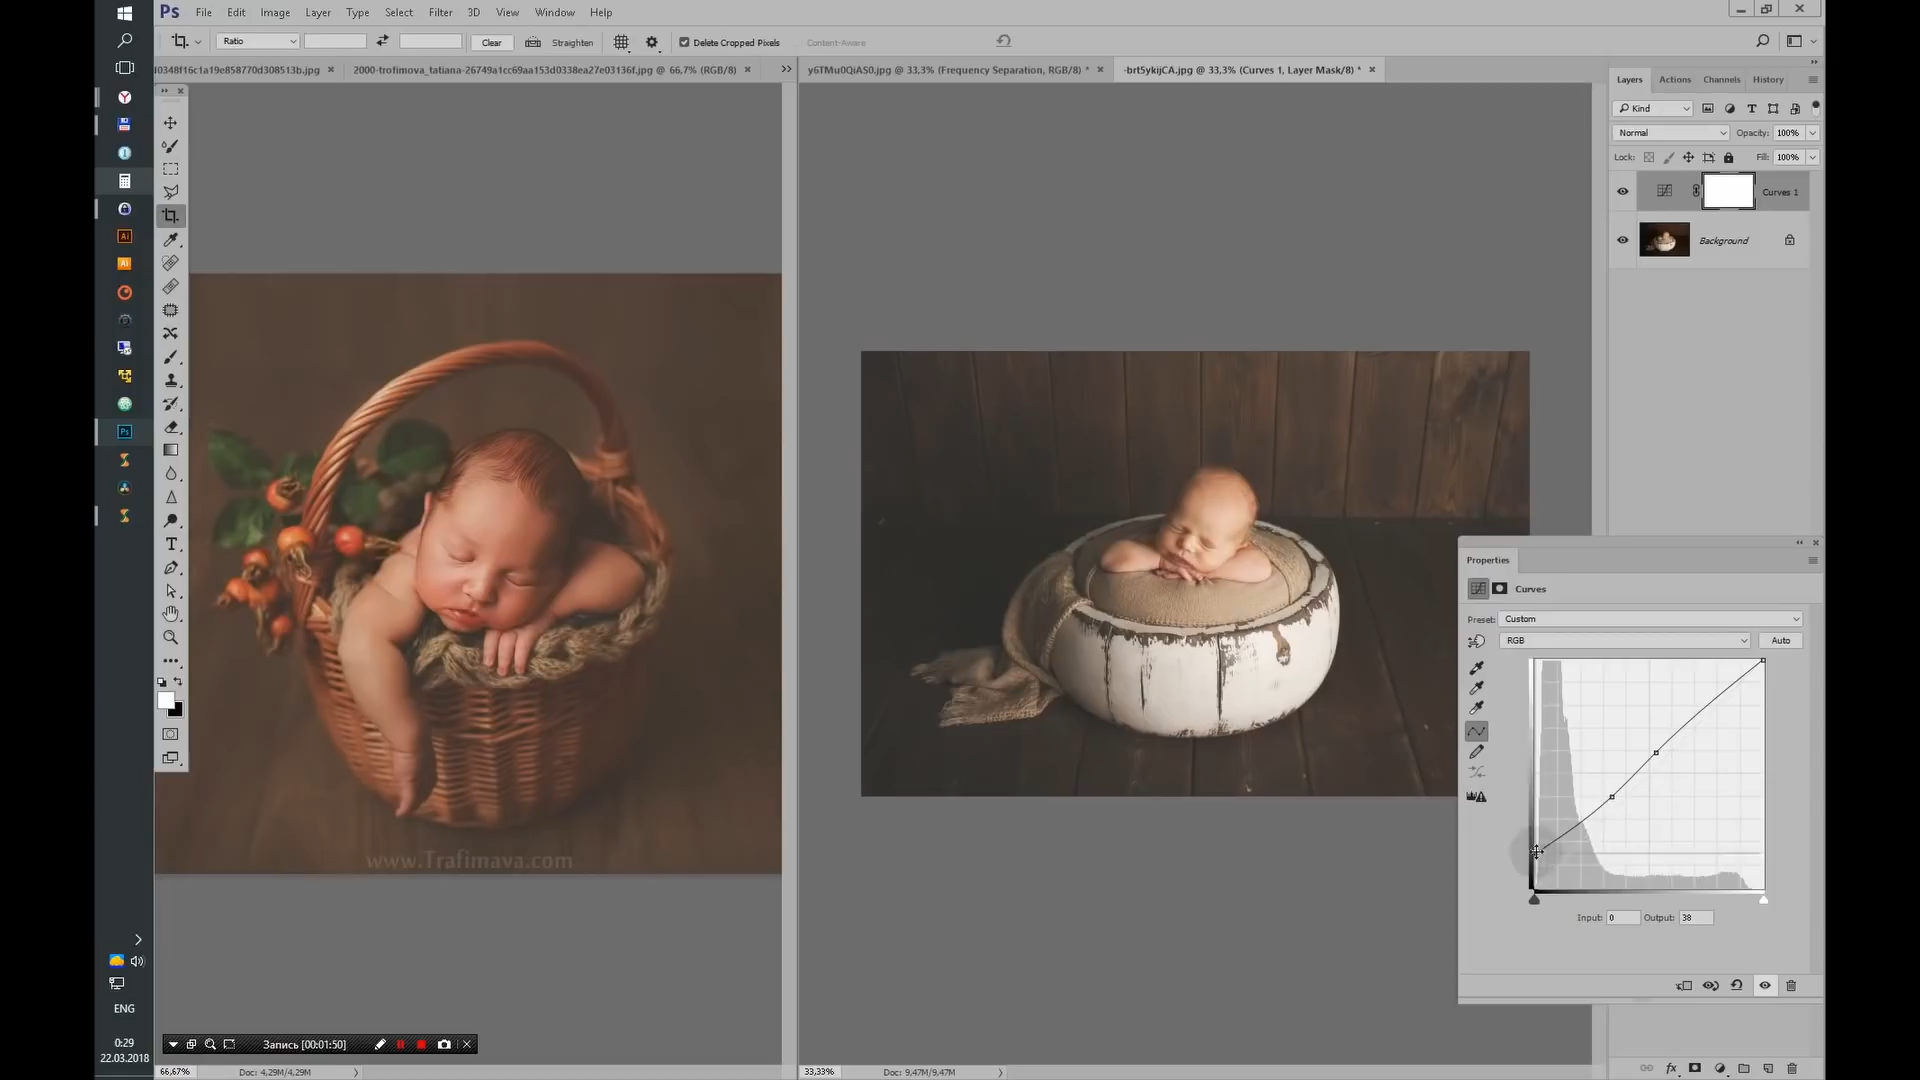 Ps File Edit Image Layer Type Select Filter 3D View Window Help
Ratio Clear Straighten Delete Cropped Pixels Content-Aware
0348f16c1a19e858770d308513b.jpg 2000-trofimova_tatiana-26749a1cc69aa153d0338ea27e03136f.jpg @ 66,7% (RGB/8) y6TMu0QiAS0.jpg @ 33,3% (Frequency Separation, RGB/8) * -brt5ykijCA.jpg @ 33,3% (Curves 1, Layer Mask/8) *
Layers Actions Channels History
Kind
Normal Opacity: 100%
Lock: Fill: 100%
Curves 1
Background
Properties
Curves
Preset: Custom
RGB Auto
Input: 0 Output: 38
www.Trafimava.com
ENG
0:29
22.03.2018
Запись [00:01:50]
66,67% Doc: 4,29M/4,29M 33,33% Doc: 9,47M/9,47M